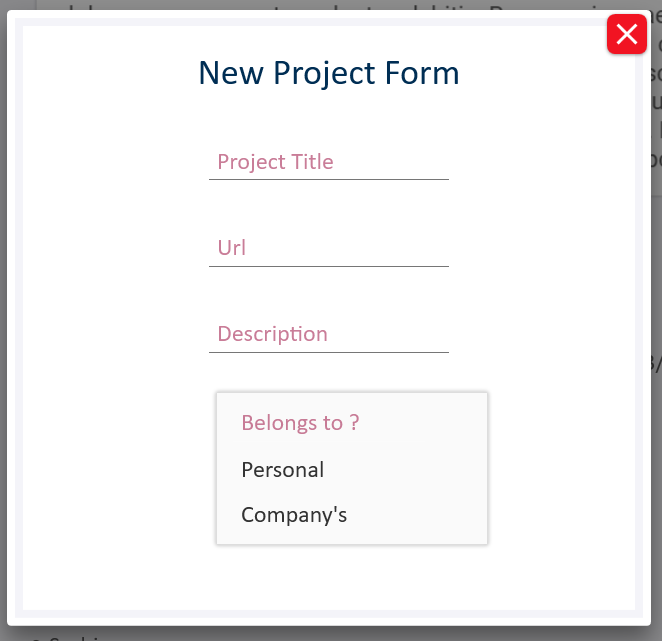 New Project Form
Project Title
Url
Description
Belongs to ?
Personal
Company's